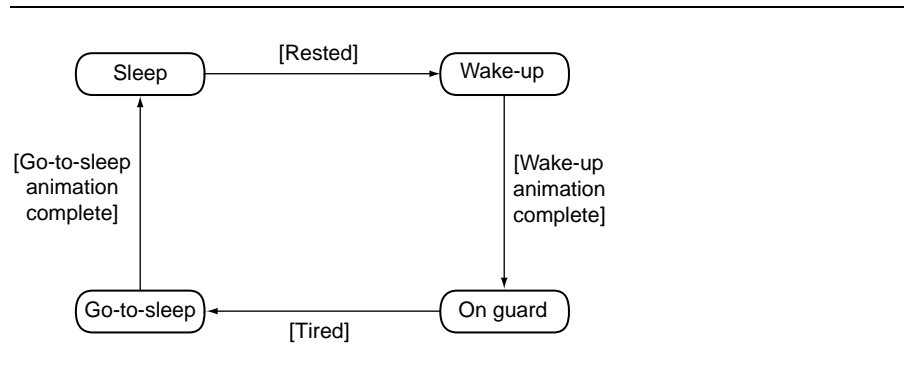 [Rested]
Sleep
Wake-up
[Go-to-sleep
animation
complete]
[Wake-up
animation
complete]
Go-to-sleep
On guard
[Tired]